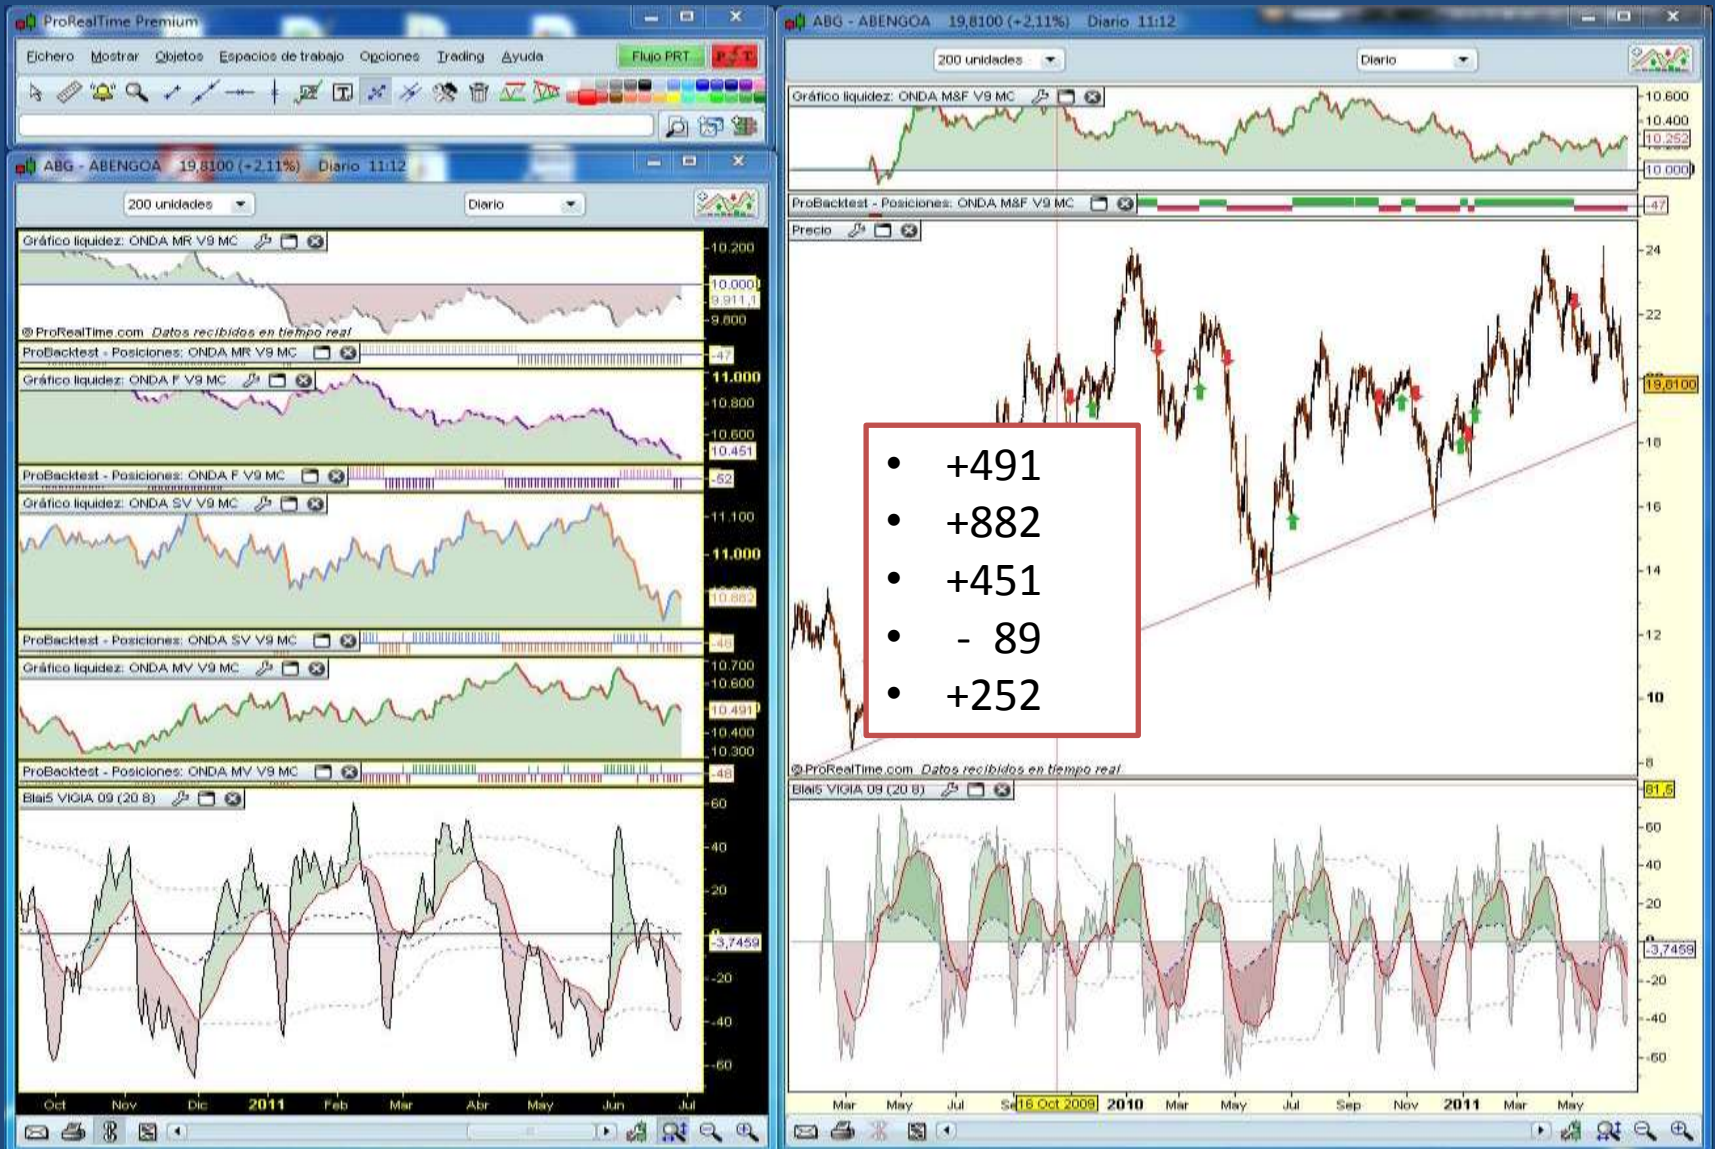 ProRealTime Premium
Fichero Mostrar Objetos Espacios de trabajo Opciones Trading Ayuda Flujo PRT
ABG - ABENGOA 19,8100 (+2,11%) Diario 11:12
200 unidades Diario
Gráfico liquidez: ONDA MR V9 MC
10.200
10.000
9.911,1
9.800
© ProRealTime.com Datos recibidos en tiempo real
ProBacktest - Posiciones: ONDA MR V9 MC
-47
Gráfico liquidez: ONDA F V9 MC
11.000
10.800
10.600
10.451
ProBacktest - Posiciones: ONDA F V9 MC
-52
Gráfico liquidez: ONDA SV V9 MC
11.100
11.000
10.882
ProBacktest - Posiciones: ONDA SV V9 MC
-46
Gráfico liquidez: ONDA MV V9 MC
10.700
10.600
10.491
10.400
10.300
ProBacktest - Posiciones: ONDA MV V9 MC
-48
Blai5 VIGIA 09 (20 8)
60
40
20
0
-3,7459
-20
-40
-60
Oct Nov Dic 2011 Feb Mar Abr May Jun Jul
ABG - ABENGOA 19,8100 (+2,11%) Diario 11:12
200 unidades Diario
Gráfico liquidez: ONDA M&F V9 MC
10.600
10.400
10.252
10.000
ProBacktest - Posiciones: ONDA M&F V9 MC
-47
Precio
24
22
19,8100
18
16
14
12
10
8
• +491
• +882
• +451
• - 89
• +252
© ProRealTime.com Datos recibidos en tiempo real
Blai5 VIGIA 09 (20 8)
81,5
60
40
20
0
-3,7459
-20
-40
-60
Mar May Jul 16 Oct 2009 2010 Mar May Jul Sep Nov 2011 Mar May